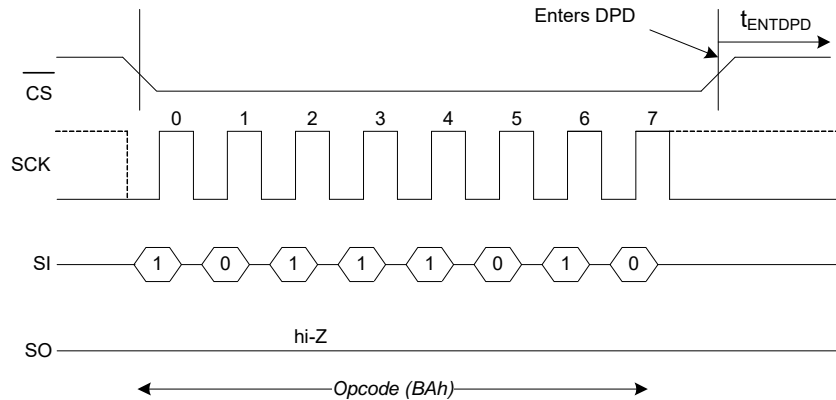 Enters DPD
tENTDPD
CS
0 1 2 3 4 5 6 7
SCK
SI
1 0 1 1 1 0 1 0
hi-Z
SO
Opcode (BAh)